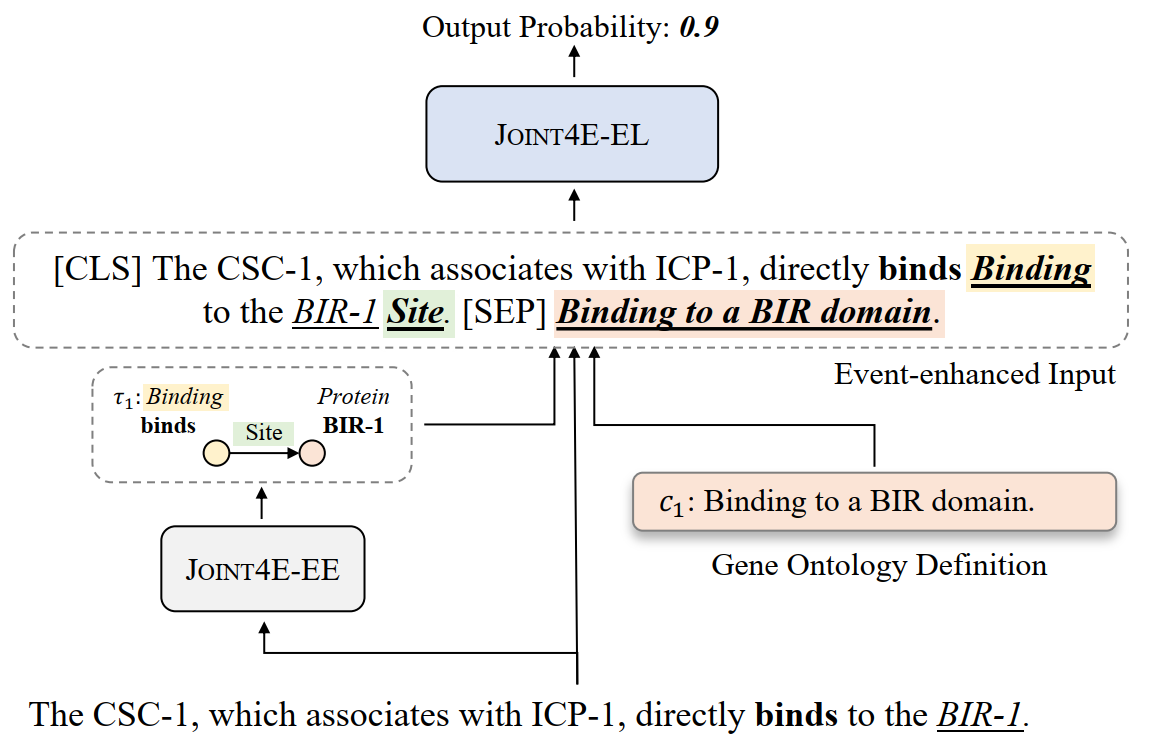 Output Probability: 0.9
JOINT4E-EL
[CLS] The CSC-1, which associates with ICP-1, directly binds Binding
to the BIR-1 Site. [SEP] Binding to a BIR domain.
Event-enhanced Input
τ1: Binding
Protein
binds
BIR-1
Site
c1: Binding to a BIR domain.
JOINT4E-EE
Gene Ontology Definition
The CSC-1, which associates with ICP-1, directly binds to the BIR-1.